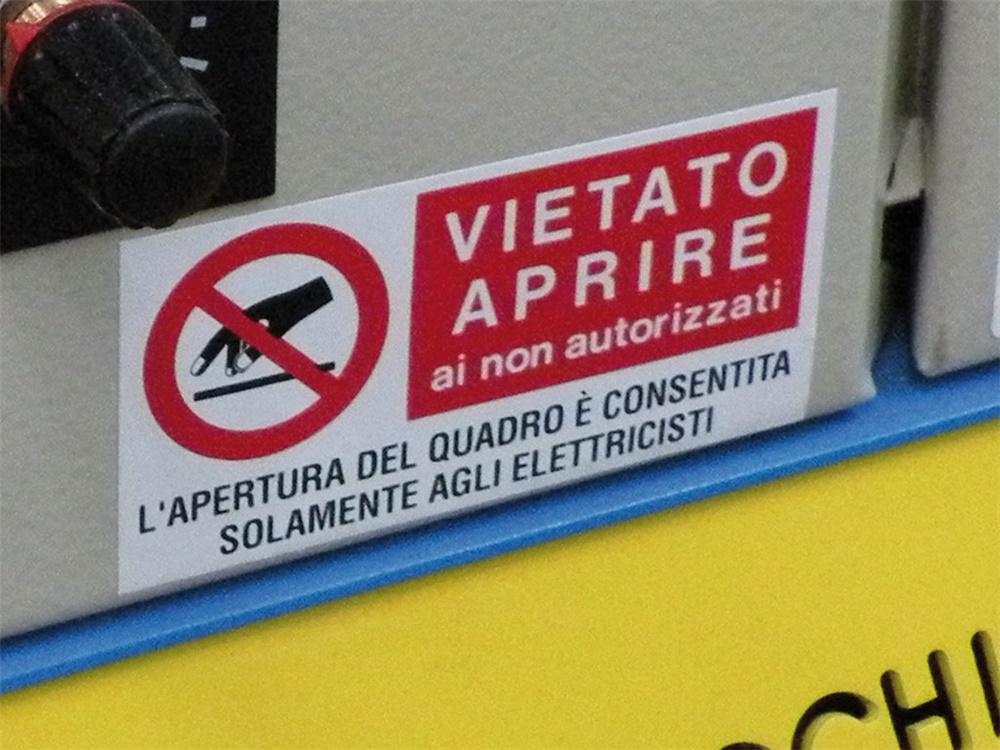 VIETATO
APRIRE
ai non autorizzati
L'APERTURA DEL QUADRO È CONSENTITA
SOLAMENTE AGLI ELETTRICISTI